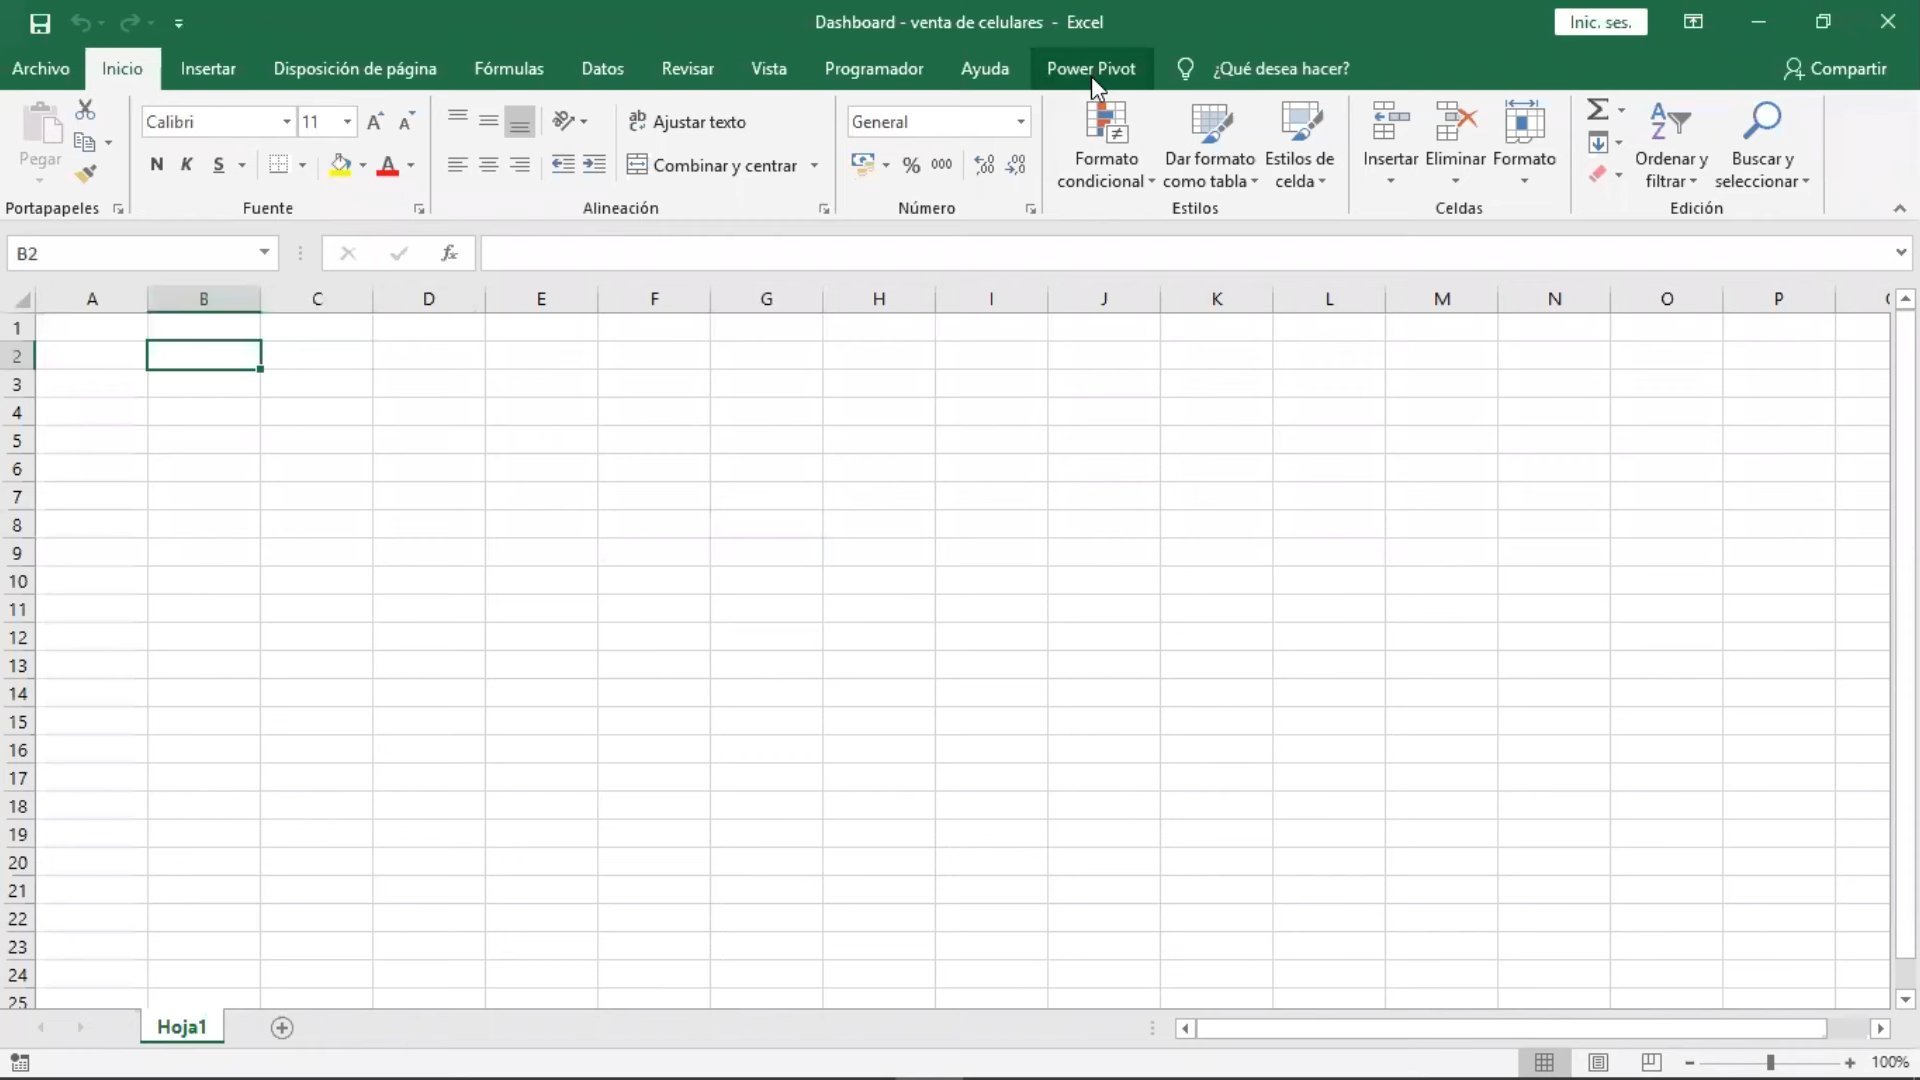 Dashboard - venta de celulares - Excel
Inic. ses.
Archivo Inicio Insertar Disposición de página Fórmulas Datos Revisar Vista Programador Ayuda Power Pivot ¿Qué desea hacer? Compartir
Pegar
Portapapeles
Calibri 11
N K S
Fuente
Ajustar texto
Combinar y centrar
Alineación
General
% 000
Número
Formato condicional
Dar formato como tabla
Estilos de celda
Estilos
Insertar Eliminar Formato
Celdas
Ordenar y filtrar
Buscar y seleccionar
Edición
B2
fx
A B C D E F G H I J K L M N O P
1
2
3
4
5
6
7
8
9
10
11
12
13
14
15
16
17
18
19
20
21
22
23
24
25
Hoja1
100%